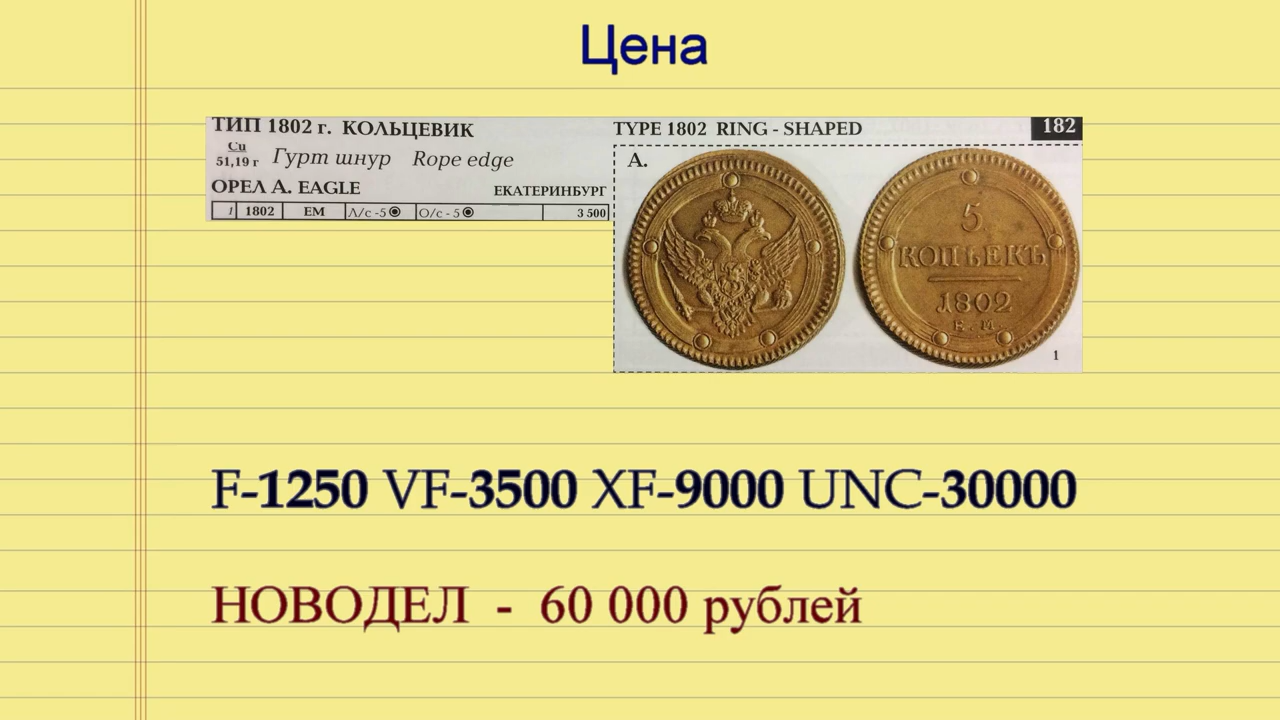 Цена
ТИП 1802 г. КОЛЬЦЕВИК
Cu
51,19 г
Гурт шнур Rope edge
ОРЕЛ А. EAGLE
ЕКАТЕРИНБУРГ
1 1802 ЕМ Л/с -5 О/с - 5 3 500
TYPE 1802 RING - SHAPED
182
А.
5
КОПѢЕКЪ
1802
Е.М.
1
F-1250 VF-3500 XF-9000 UNC-30000
НОВОДЕЛ - 60 000 рублей